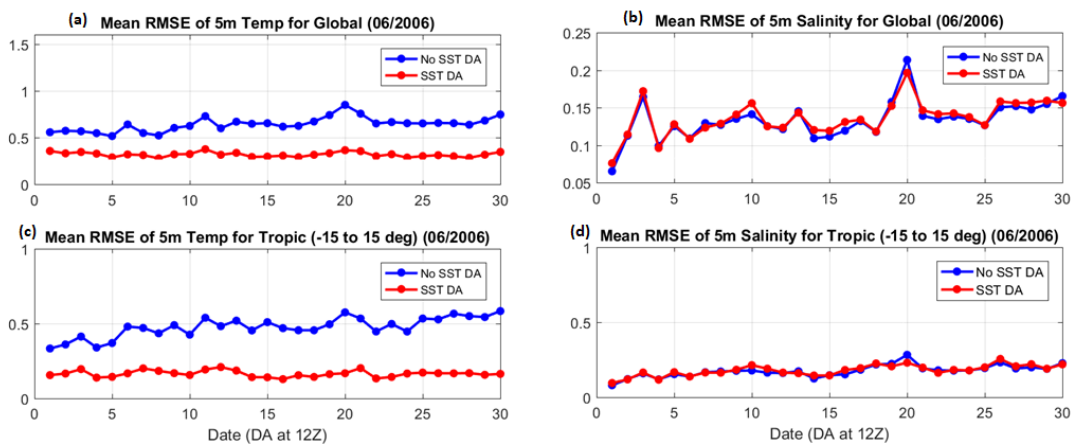 (a)
Mean RMSE of 5m Temp for Global (06/2006)
1.5
1
0.5
0
No SST DA
SST DA
0 5 10 15 20 25 30
(b)
Mean RMSE of 5m Salinity for Global (06/2006)
0.25
0.2
0.15
0.1
0.05
No SST DA
SST DA
0 5 10 15 20 25 30
(c)
Mean RMSE of 5m Temp for Tropic (-15 to 15 deg) (06/2006)
1
0.5
0
No SST DA
SST DA
0 5 10 15 20 25 30
Date (DA at 12Z)
(d)
Mean RMSE of 5m Salinity for Tropic (-15 to 15 deg) (06/2006)
1
0.5
0
No SST DA
SST DA
0 5 10 15 20 25 30
Date (DA at 12Z)